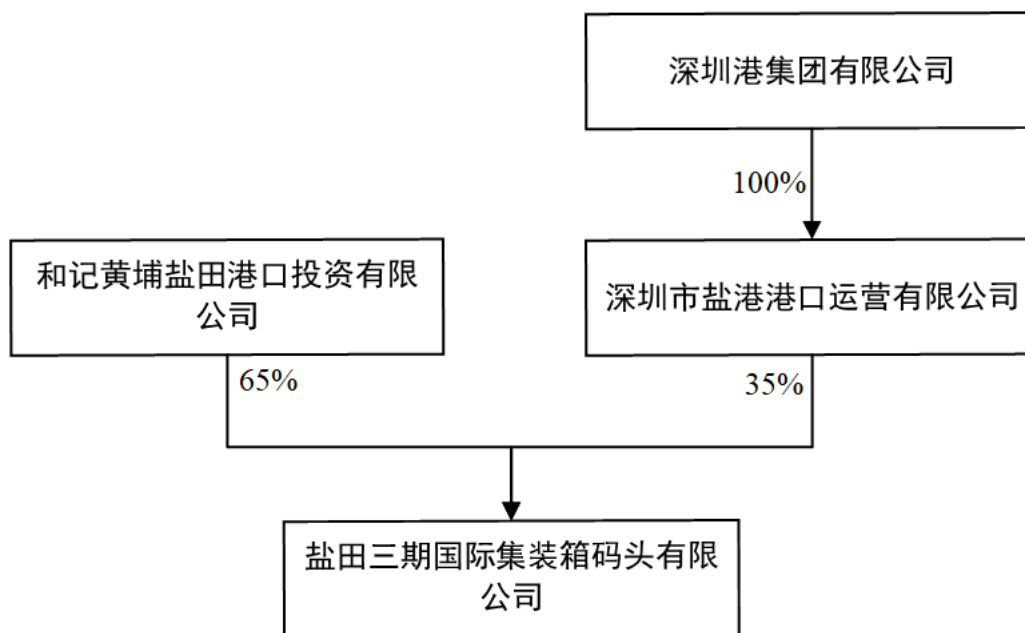 深圳港集团有限公司
100%
和记黄埔盐田港口投资有限
公司
深圳市盐港港口运营有限公司
65%
35%
盐田三期国际集装箱码头有限
公司